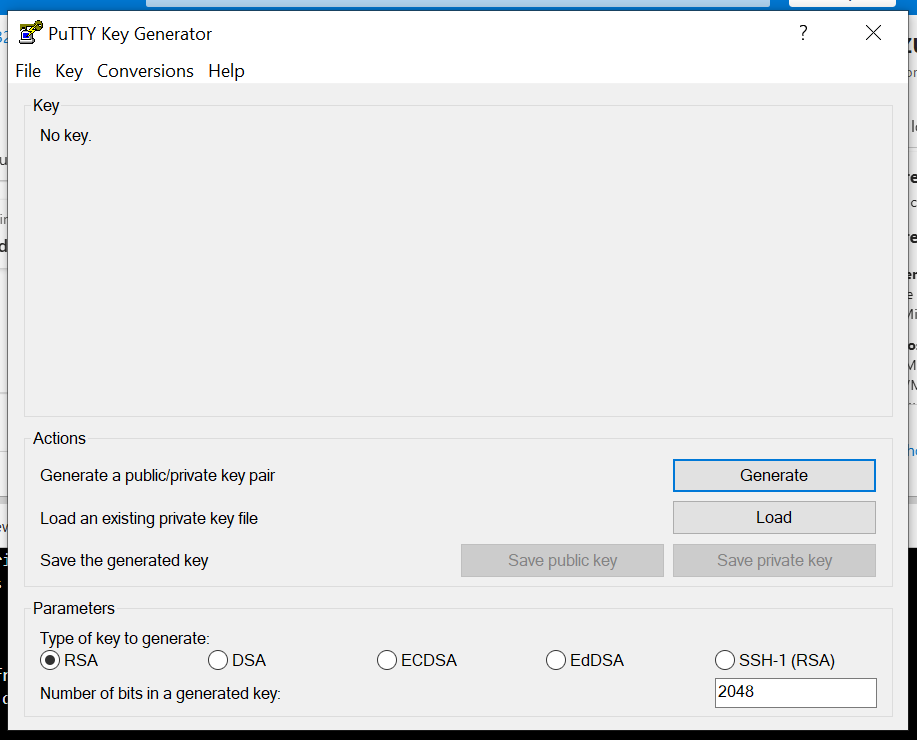 PuTTY Key Generator
?
File Key Conversions Help
Key
No key.
Actions
Generate a public/private key pair
Generate
Load an existing private key file
Load
Save the generated key
Save public key
Save private key
Parameters
Type of key to generate:
RSA DSA ECDSA EdDSA SSH-1 (RSA)
Number of bits in a generated key:
2048